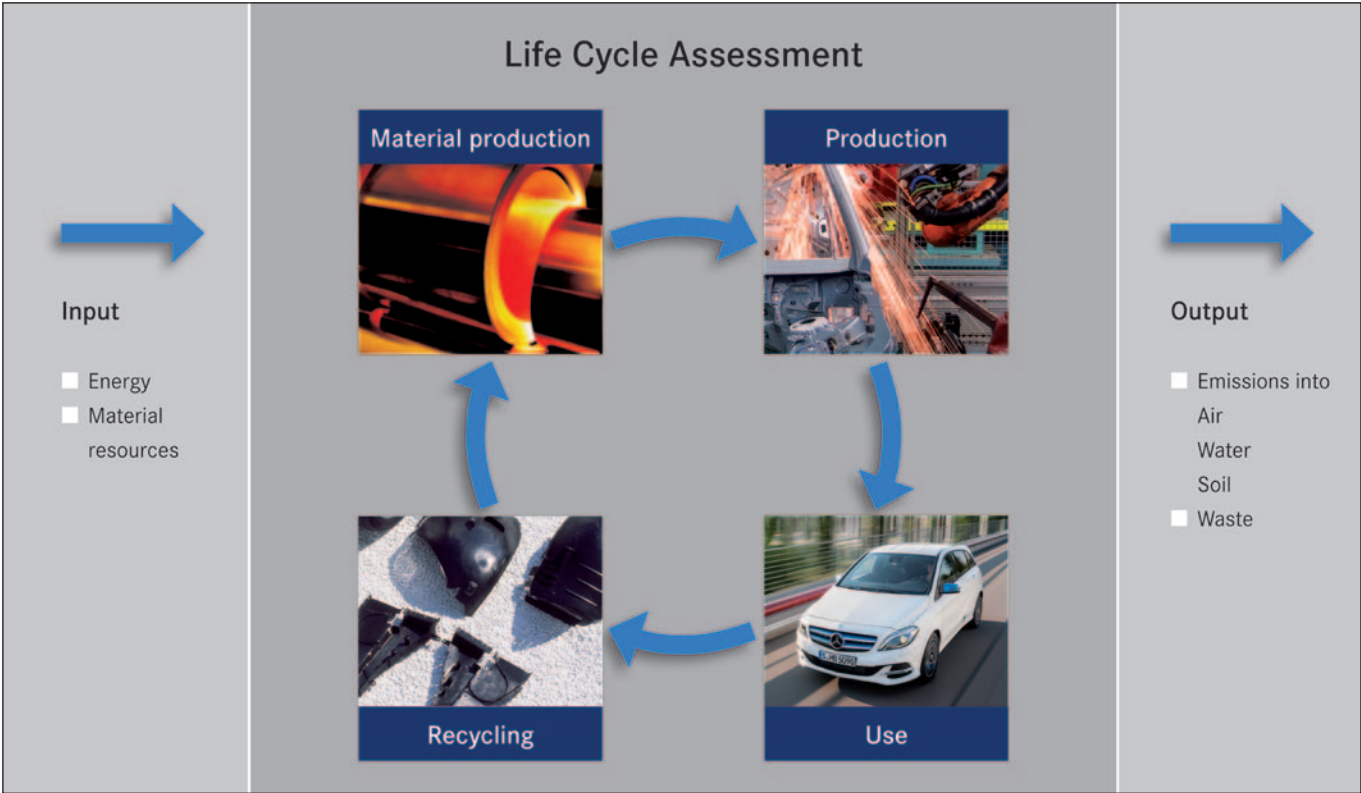 Life Cycle Assessment
Material production
Production
Input
Energy
Material
resources
Output
Emissions into
Air
Water
Soil
Waste
Recycling
Use